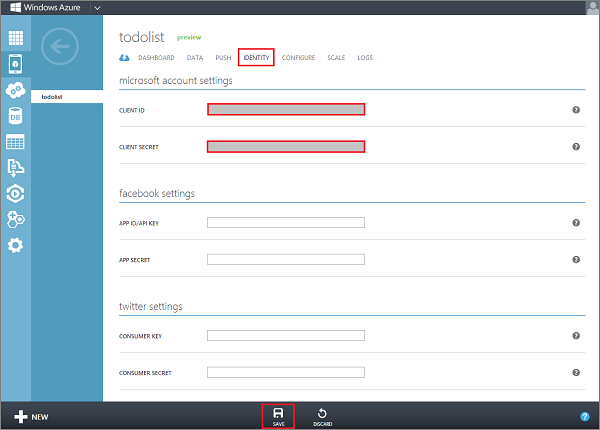 Windows Azure
todolist preview
DASHBOARD DATA PUSH IDENTITY CONFIGURE SCALE LOGS
microsoft account settings
todolist
CLIENT ID ?
CLIENT SECRET ?
facebook settings
APP ID/API KEY ?
APP SECRET ?
twitter settings
CONSUMER KEY ?
CONSUMER SECRET ?
DB
NEW SAVE DISCARD ?